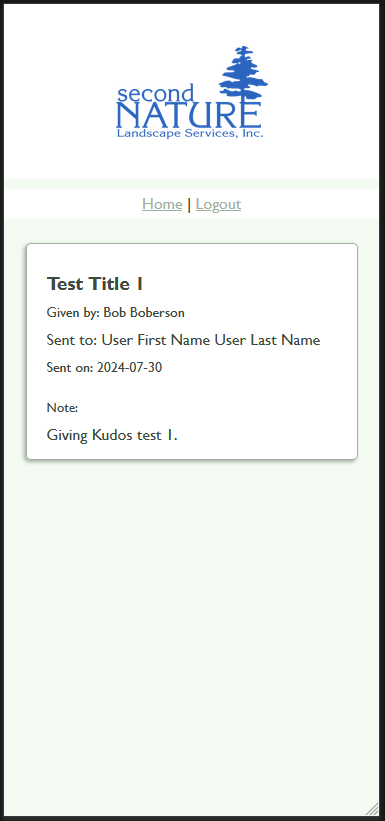 second
NATURE
Landscape Services, Inc.
Home | Logout
Test Title 1
Given by: Bob Boberson
Sent to: User First Name User Last Name
Sent on: 2024-07-30
Note:
Giving Kudos test 1.